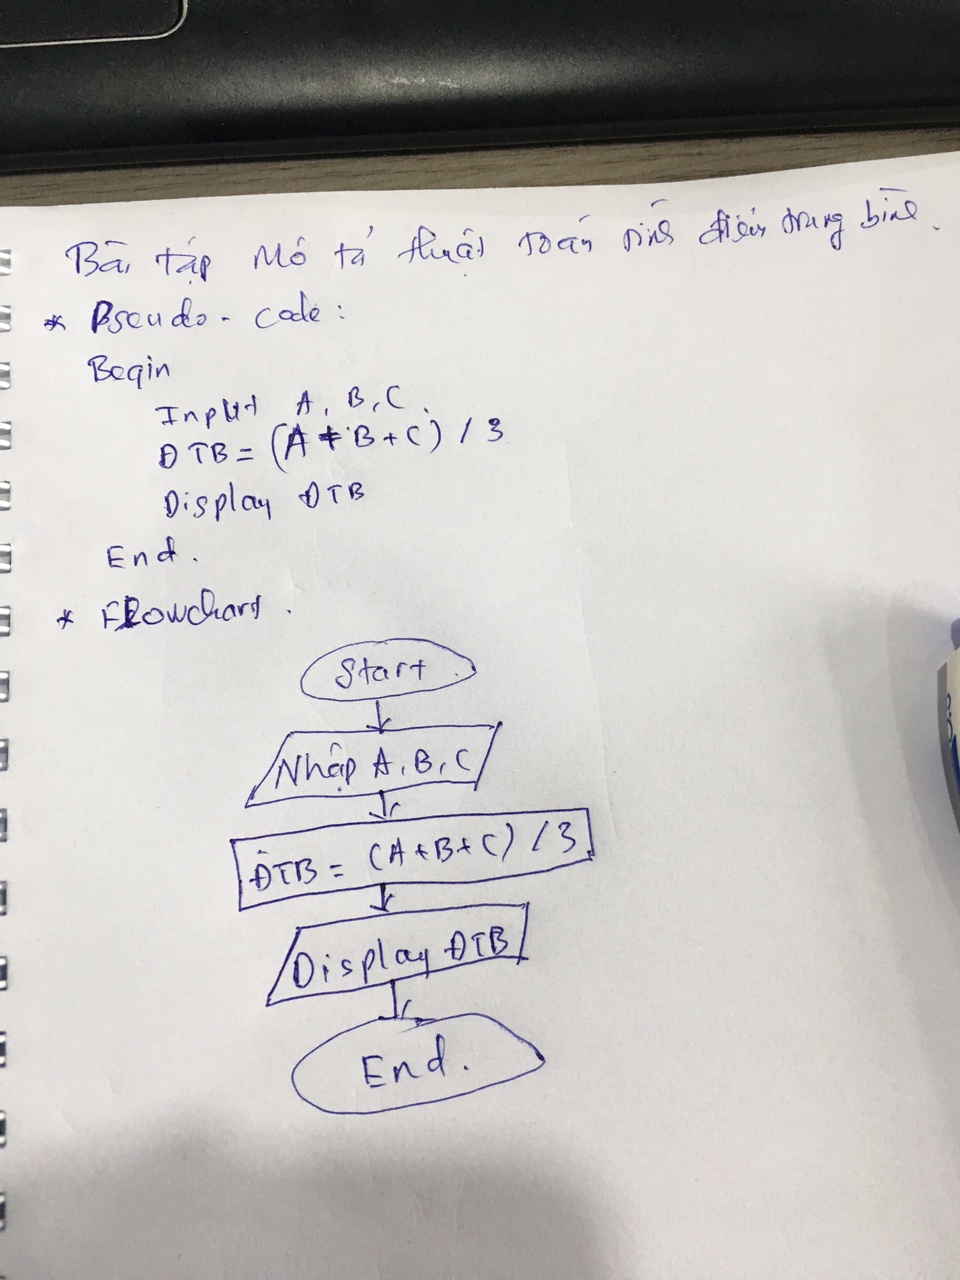 Bài tập Mô tả thuật toán tính điểm trung bình.
* Pseudo - code :
Begin
Input A, B, C.
ĐTB = (A + B + C) / 3
Display ĐTB
End.
* Flowchart.
Start
Nhập A, B, C
ĐTB = (A + B + C) / 3
Display ĐTB
End.